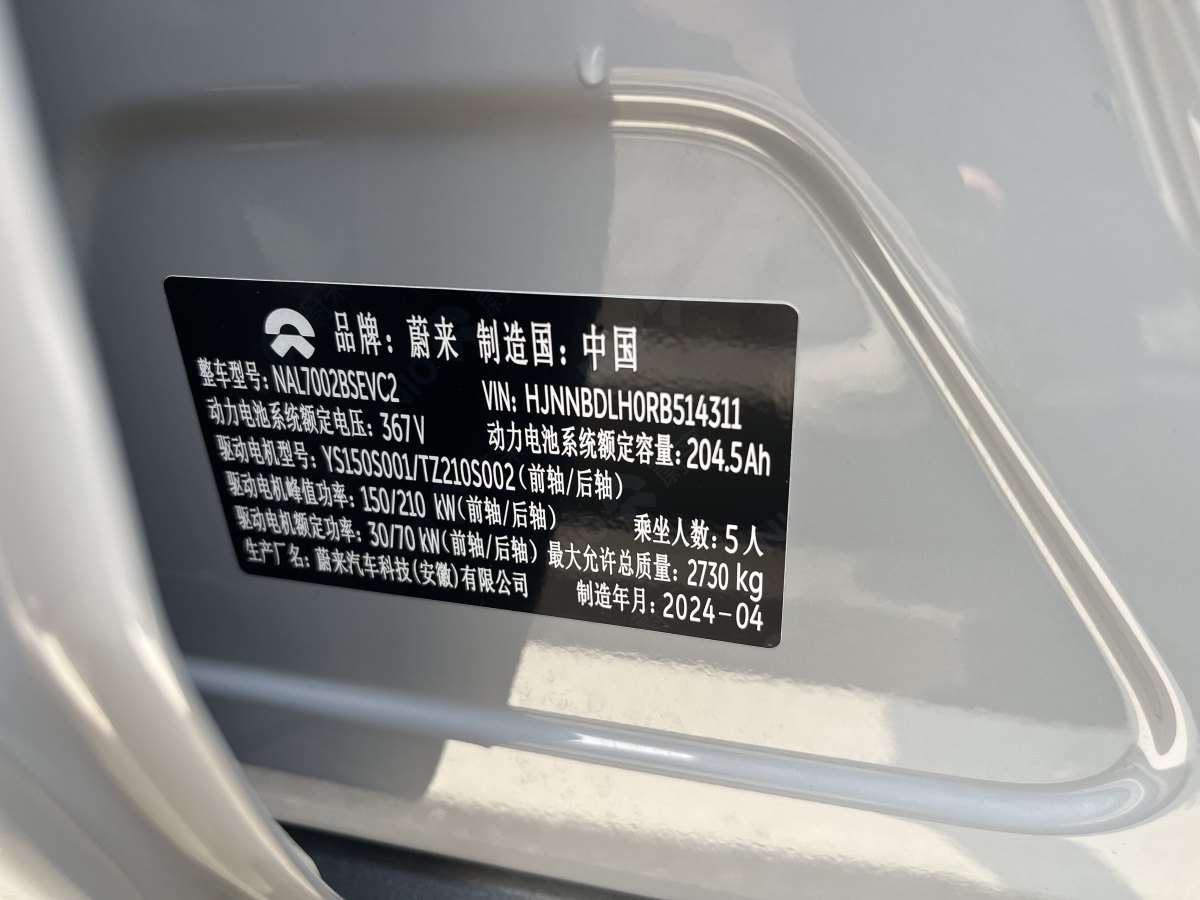 品牌：蔚来 制造国：中国
整车型号：NAL7002BSEVC2 VIN: HJNNBDLH0RB514311
动力电池系统额定电压：367V 动力电池系统额定容量：204.5Ah
驱动电机型号：YS150S001/TZ210S002（前轴/后轴）
驱动电机峰值功率：150/210 kW（前轴/后轴） 乘坐人数：5人
驱动电机额定功率：30/70 kW（前轴/后轴） 最大允许总质量：2730 kg
生产厂名：蔚来汽车科技（安徽）有限公司 制造年月：2024-04